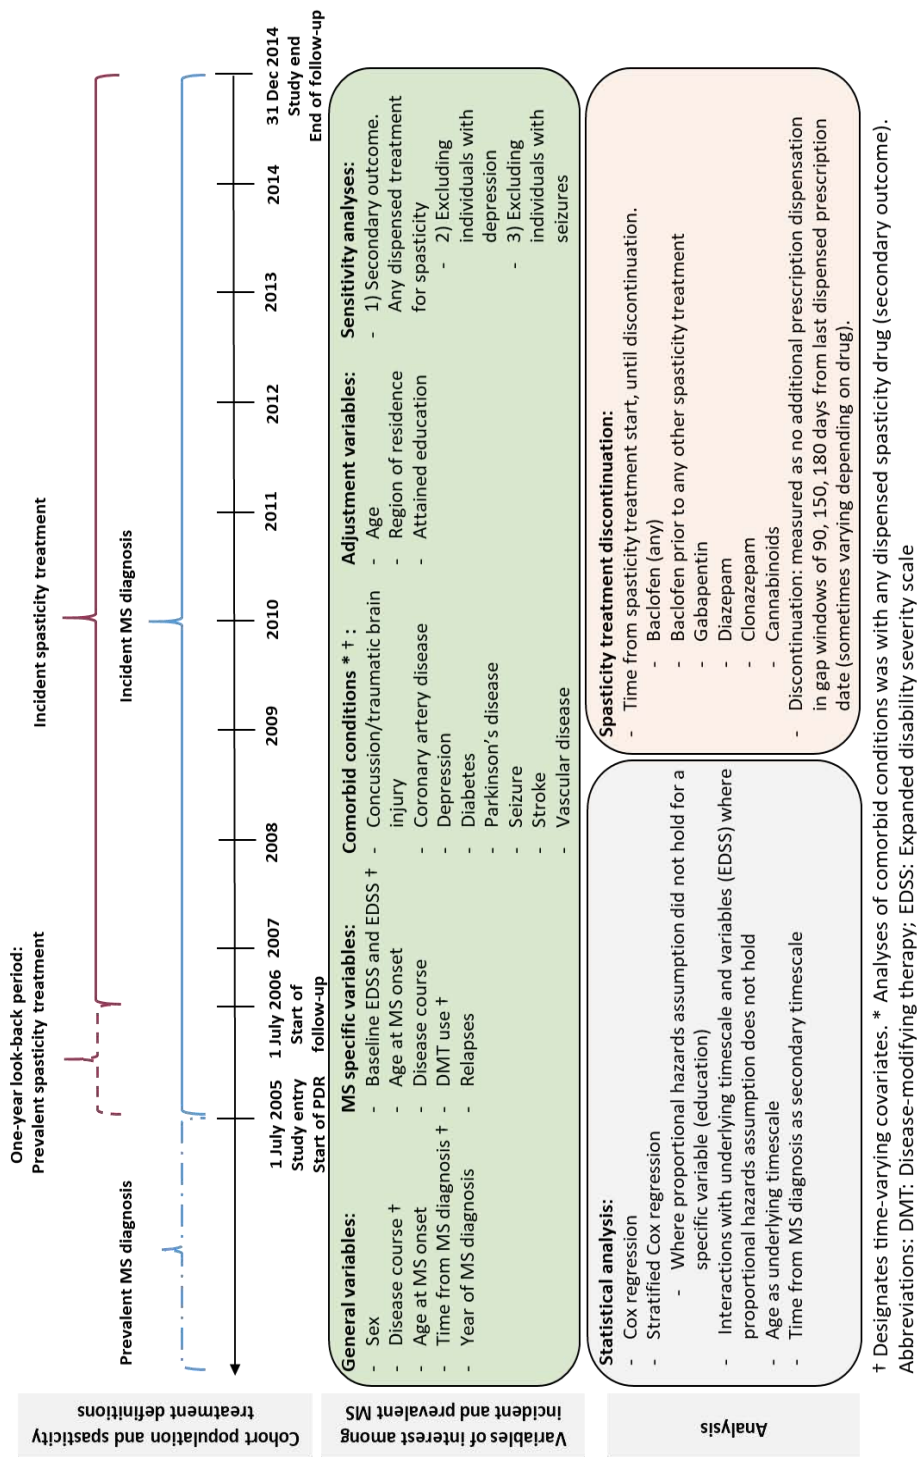 Cohort population and spasticity
treatment definitions
One-year look-back period:
Prevalent spasticity treatment
Incident spasticity treatment
Prevalent MS diagnosis
Incident MS diagnosis
1 July 2005
Study entry
Start of PDR
1 July 2006
Start of
follow-up
2007
2008
2009
2010
2011
2012
2013
2014
31 Dec 2014
Study end
End of follow-up
Variables of interest among
incident and prevalent MS
General variables:
- Sex
- Disease course †
- Age at MS onset
- Time from MS diagnosis †
- Year of MS diagnosis
MS specific variables:
- Baseline EDSS and EDSS †
- Age at MS onset
- Disease course
- DMT use †
- Relapses
Comorbid conditions * † :
- Concussion/traumatic brain
injury
- Coronary artery disease
- Depression
- Diabetes
- Parkinson's disease
- Seizure
- Stroke
- Vascular disease
Adjustment variables:
- Age
- Region of residence
- Attained education
Sensitivity analyses:
- 1) Secondary outcome.
Any dispensed treatment
for spasticity
- 2) Excluding
individuals with
depression
- 3) Excluding
individuals with
seizures
Analysis
Statistical analysis:
- Cox regression
- Stratified Cox regression
- Where proportional hazards assumption did not hold for a
specific variable (education)
- Interactions with underlying timescale and variables (EDSS) where
proportional hazards assumption does not hold
- Age as underlying timescale
- Time from MS diagnosis as secondary timescale
Spasticity treatment discontinuation:
- Time from spasticity treatment start, until discontinuation.
- Baclofen (any)
- Baclofen prior to any other spasticity treatment
- Gabapentin
- Diazepam
- Clonazepam
- Cannabinoids
- Discontinuation: measured as no additional prescription dispensation
in gap windows of 90, 150, 180 days from last dispensed prescription
date (sometimes varying depending on drug).
† Designates time-varying covariates. * Analyses of comorbid conditions was with any dispensed spasticity drug (secondary outcome).
Abbreviations: DMT: Disease-modifying therapy; EDSS: Expanded disability severity scale